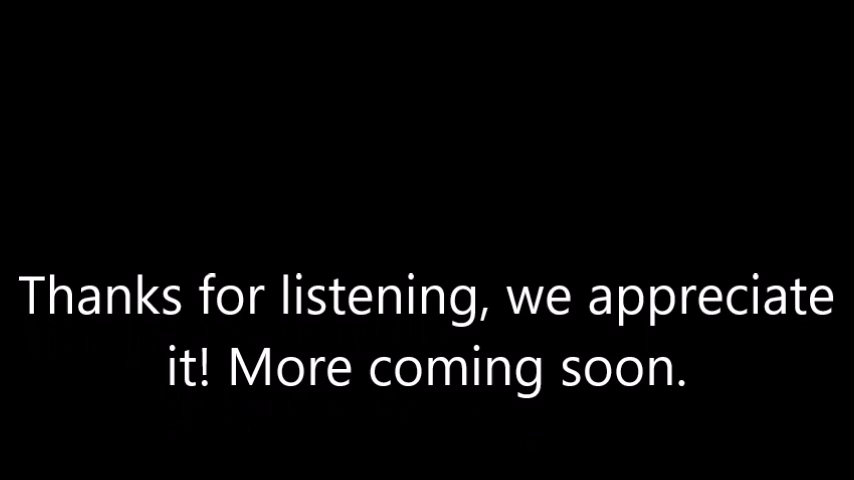 Thanks for listening, we appreciate
it! More coming soon.